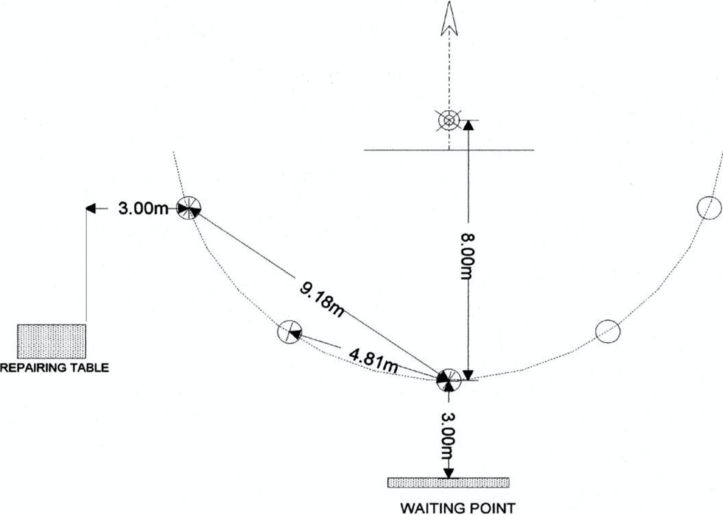 3.00m
8.00m
9.18m
4.81m
REPAIRING TABLE
3.00m
WAITING POINT